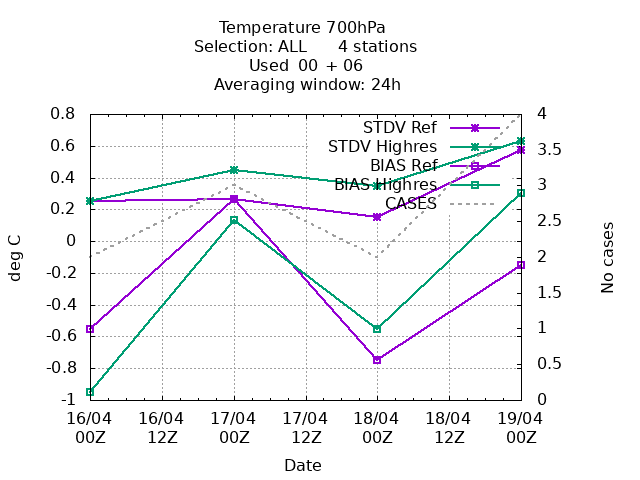 Temperature 700hPa
Selection: ALL      4 stations
Used  00 + 06
Averaging window: 24h
STDV Ref
STDV Highres
BIAS Ref
BIAS Highres
CASES
deg C
0.8
0.6
0.4
0.2
0
-0.2
-0.4
-0.6
-0.8
-1
No cases
4
3.5
3
2.5
2
1.5
1
0.5
0
16/04 16/04 17/04 17/04 18/04 18/04 19/04
00Z 12Z 00Z 12Z 00Z 12Z 00Z
Date